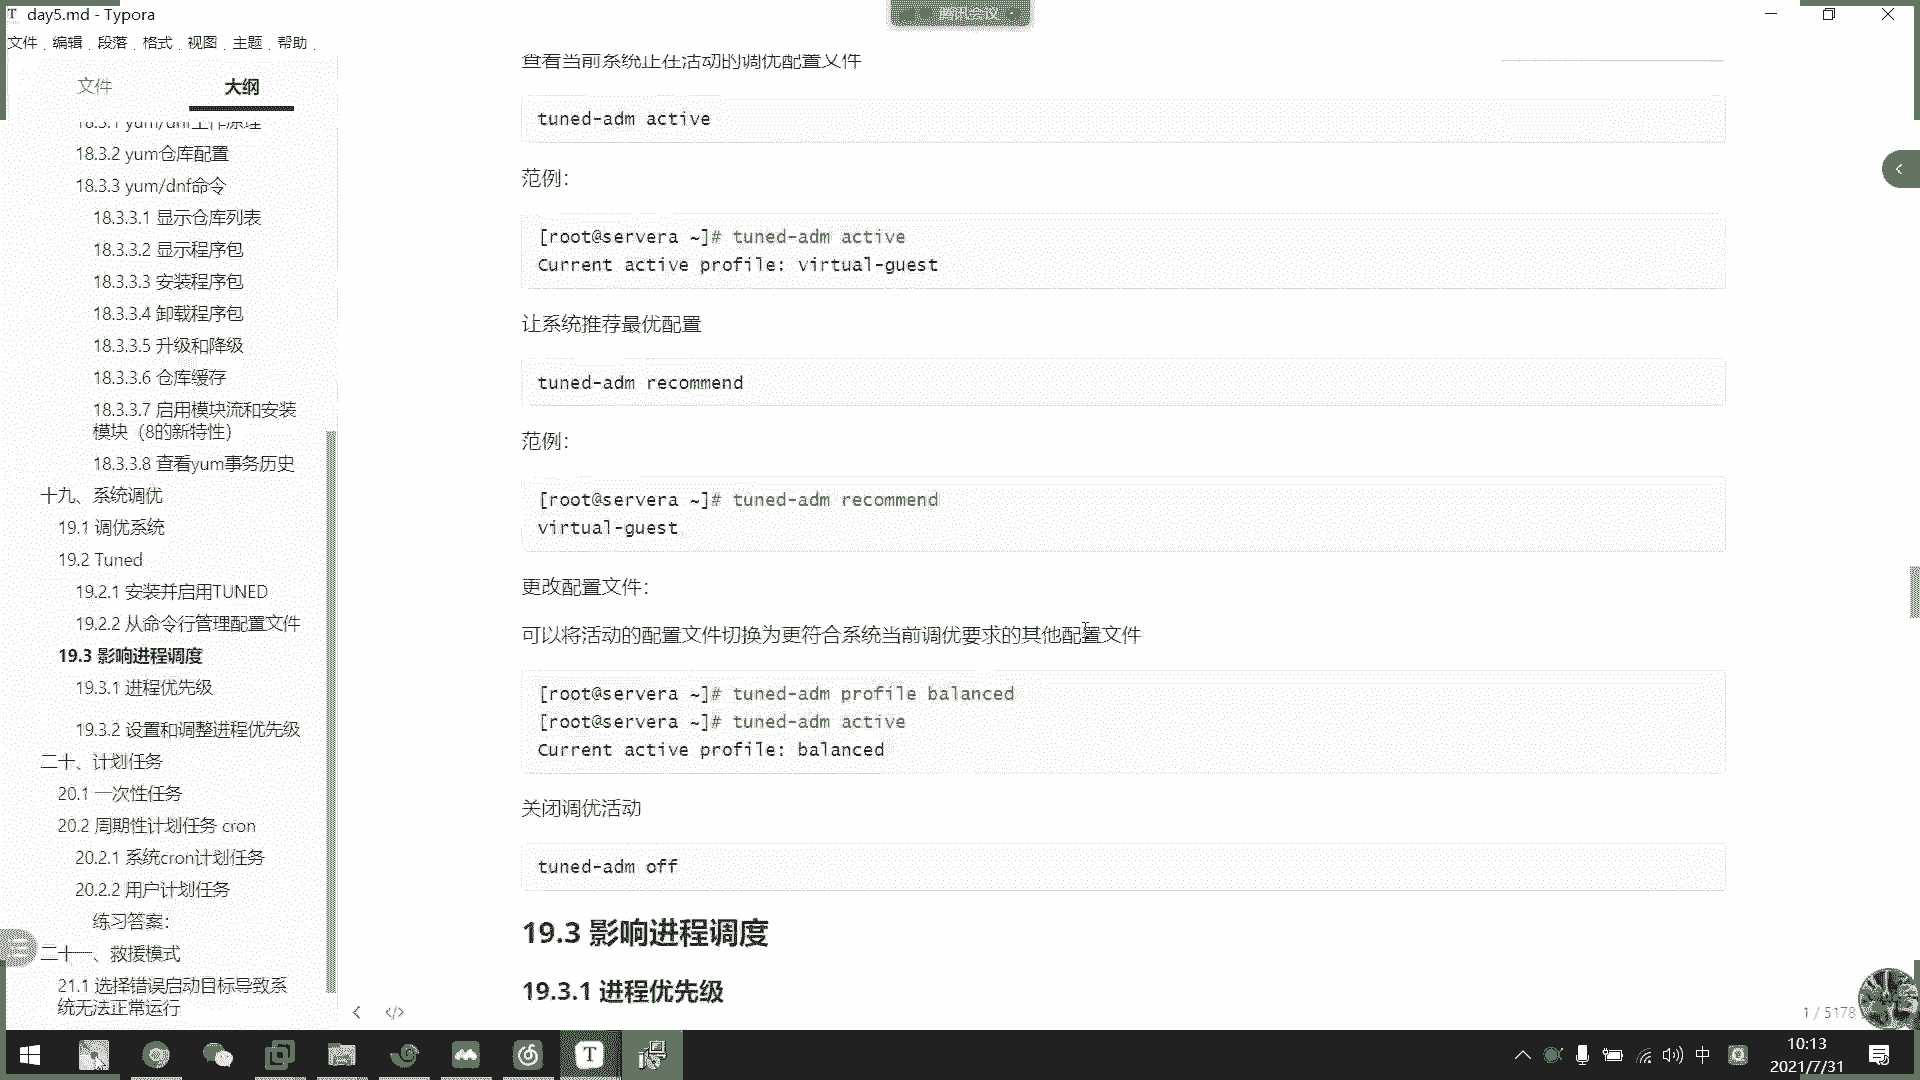 day5.md - Typora
腾讯会议
文件 编辑 段落 格式 视图 主题 帮助
文件 大纲
18.3.1 yum/dnf工作原理
18.3.2 yum仓库配置
18.3.3 yum/dnf命令
18.3.3.1 显示仓库列表
18.3.3.2 显示程序包
18.3.3.3 安装程序包
18.3.3.4 卸载程序包
18.3.3.5 升级和降级
18.3.3.6 仓库缓存
18.3.3.7 启用模块流和安装
模块（8的新特性）
18.3.3.8 查看yum事务历史
十九、系统调优
19.1 调优系统
19.2 Tuned
19.2.1 安装并启用TUNED
19.2.2 从命令行管理配置文件
19.3 影响进程调度
19.3.1 进程优先级
19.3.2 设置和调整进程优先级
二十、计划任务
20.1 一次性任务
20.2 周期性计划任务 cron
20.2.1 系统cron计划任务
20.2.2 用户计划任务
练习答案：
二十一、救援模式
21.1 选择错误启动目标导致系
统无法正常运行
查看当前系统正在活动的调优配置文件
tuned-adm active
范例：
[root@servera ~]# tuned-adm active
Current active profile: virtual-guest
让系统推荐最优配置
tuned-adm recommend
范例：
[root@servera ~]# tuned-adm recommend
virtual-guest
更改配置文件：
可以将活动的配置文件切换为更符合系统当前调优要求的其他配置文件
[root@servera ~]# tuned-adm profile balanced
[root@servera ~]# tuned-adm active
Current active profile: balanced
关闭调优活动
tuned-adm off
19.3 影响进程调度
19.3.1 进程优先级
1 / 5178
中
10:13
2021/7/31